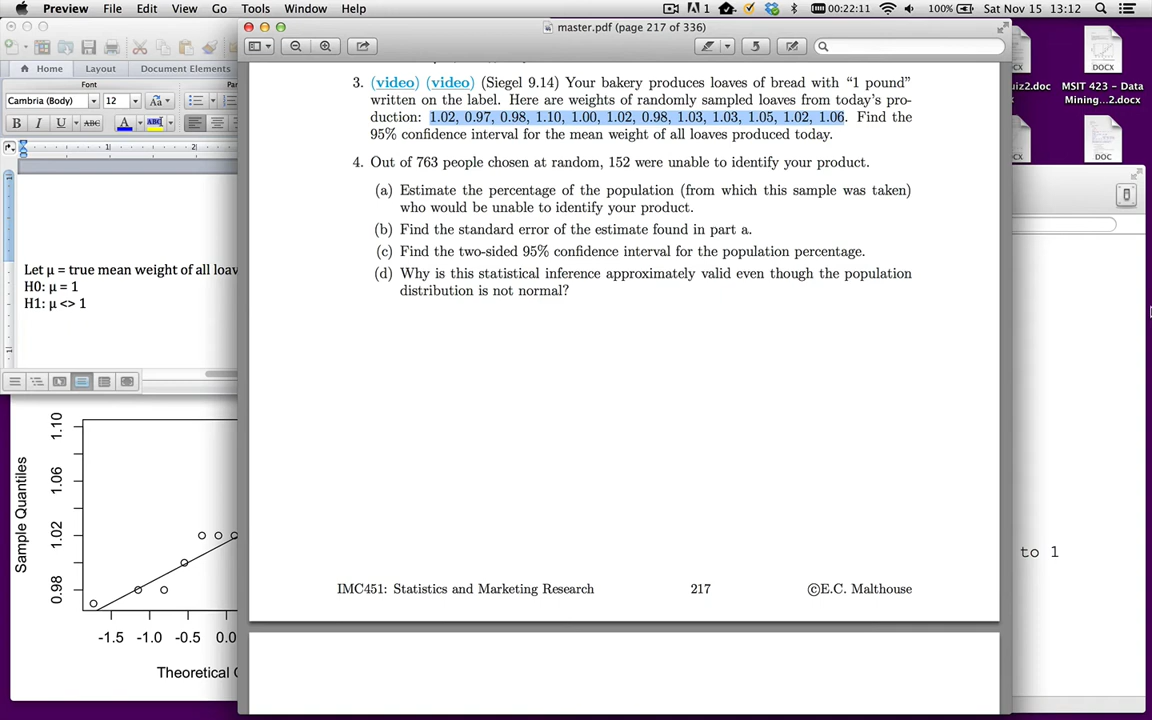 Preview File Edit View Go Tools Window Help
1 00:22:11 100% Sat Nov 15 13:12
master.pdf (page 217 of 336)
Home Layout Document Elements
Font
Cambria (Body) 12 Aa
B I U ABC A ABC
3. (video) (video) (Siegel 9.14) Your bakery produces loaves of bread with “1 pound”
written on the label. Here are weights of randomly sampled loaves from today’s pro-
duction: 1.02, 0.97, 0.98, 1.10, 1.00, 1.02, 0.98, 1.03, 1.03, 1.05, 1.02, 1.06. Find the
95% confidence interval for the mean weight of all loaves produced today.
4. Out of 763 people chosen at random, 152 were unable to identify your product.
(a) Estimate the percentage of the population (from which this sample was taken)
who would be unable to identify your product.
(b) Find the standard error of the estimate found in part a.
(c) Find the two-sided 95% confidence interval for the population percentage.
(d) Why is this statistical inference approximately valid even though the population
distribution is not normal?
IMC451: Statistics and Marketing Research 217 ©E.C. Malthouse
Let μ = true mean weight of all loav
H0: μ = 1
H1: μ <> 1
Sample Quantiles
1.10
1.06
1.02
0.98
-1.5 -1.0 -0.5 0.0
Theoretical
to 1
DOCX
uiz2.doc
x
DOCX
MSIT 423 - Data
Mining...2.docx
CX
DOC